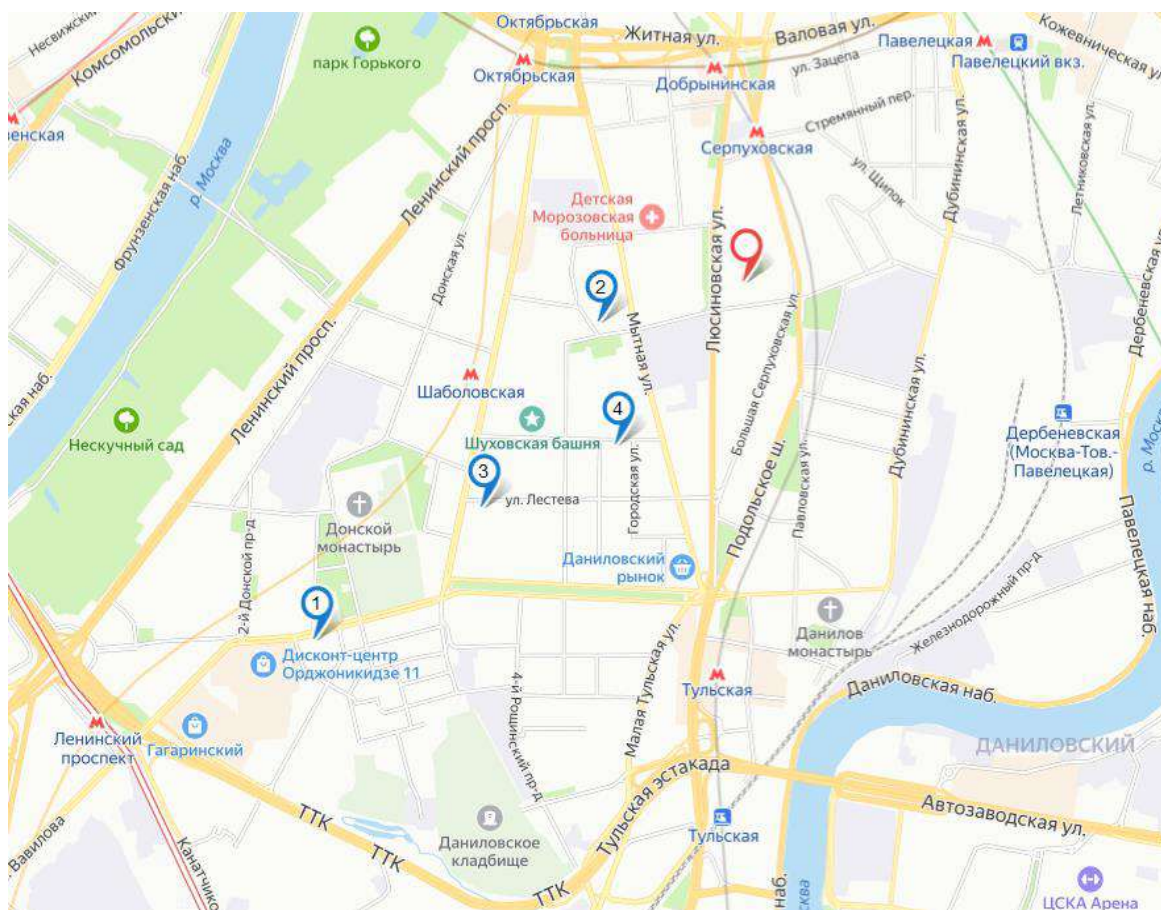 Октябрьская
Житная ул.
Валовая ул.
Кожевническая ул.
Несвижский
Комсомольский
парк Горького
Октябрьская
Добрынинская
ул. Зацепа
Павелецкая
Павелецкий вкз.
Стремянный пер.
Серпуховская
ул. Щипок
Дубининская ул.
Летниковская ул.
р. Москва
Фрунзенская наб.
Ленинский просп.
Донская ул.
Детская
Морозовская
больница
Люсиновская ул.
Дербеневская наб.
2
Мытная ул.
Ленинский просп.
Шаболовская
4
Шуховская башня
Большая Серпуховская ул.
Дубининская ул.
Дербеневская
(Москва-Тов.-
Павелецкая)
Нескучный сад
3
ул. Лестева
Городская ул.
Подольское ш.
Павловская ул.
Павелецкая наб.
Донской
монастырь
2-й Донской пр-д
Даниловский
рынок
Железнодорожный пр-д
1
Данилов
монастырь
Дисконт-центр
Орджоникидзе 11
4-й Рощинский пр-д
Малая Тульская ул.
Тульская
Даниловская наб.
Ленинский
проспект
Гагаринский
ДАНИЛОВСКИЙ
Тульская эстакада
Автозаводская ул.
ТТК
ТТК
ТТК
Даниловское
кладбище
Тульская
Вавилова
наб.
ЦСКА Арена